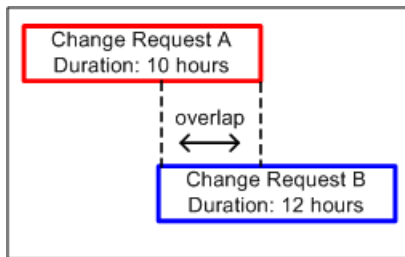 Change Request A
Duration: 10 hours
overlap
Change Request B
Duration: 12 hours